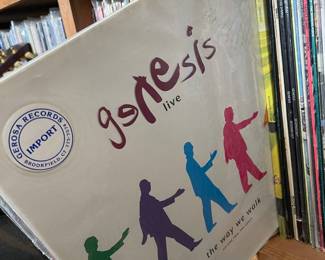 genesis
live
GEROSA RECORDS
IMPORT
BROOKFIELD, CT
the way we walk